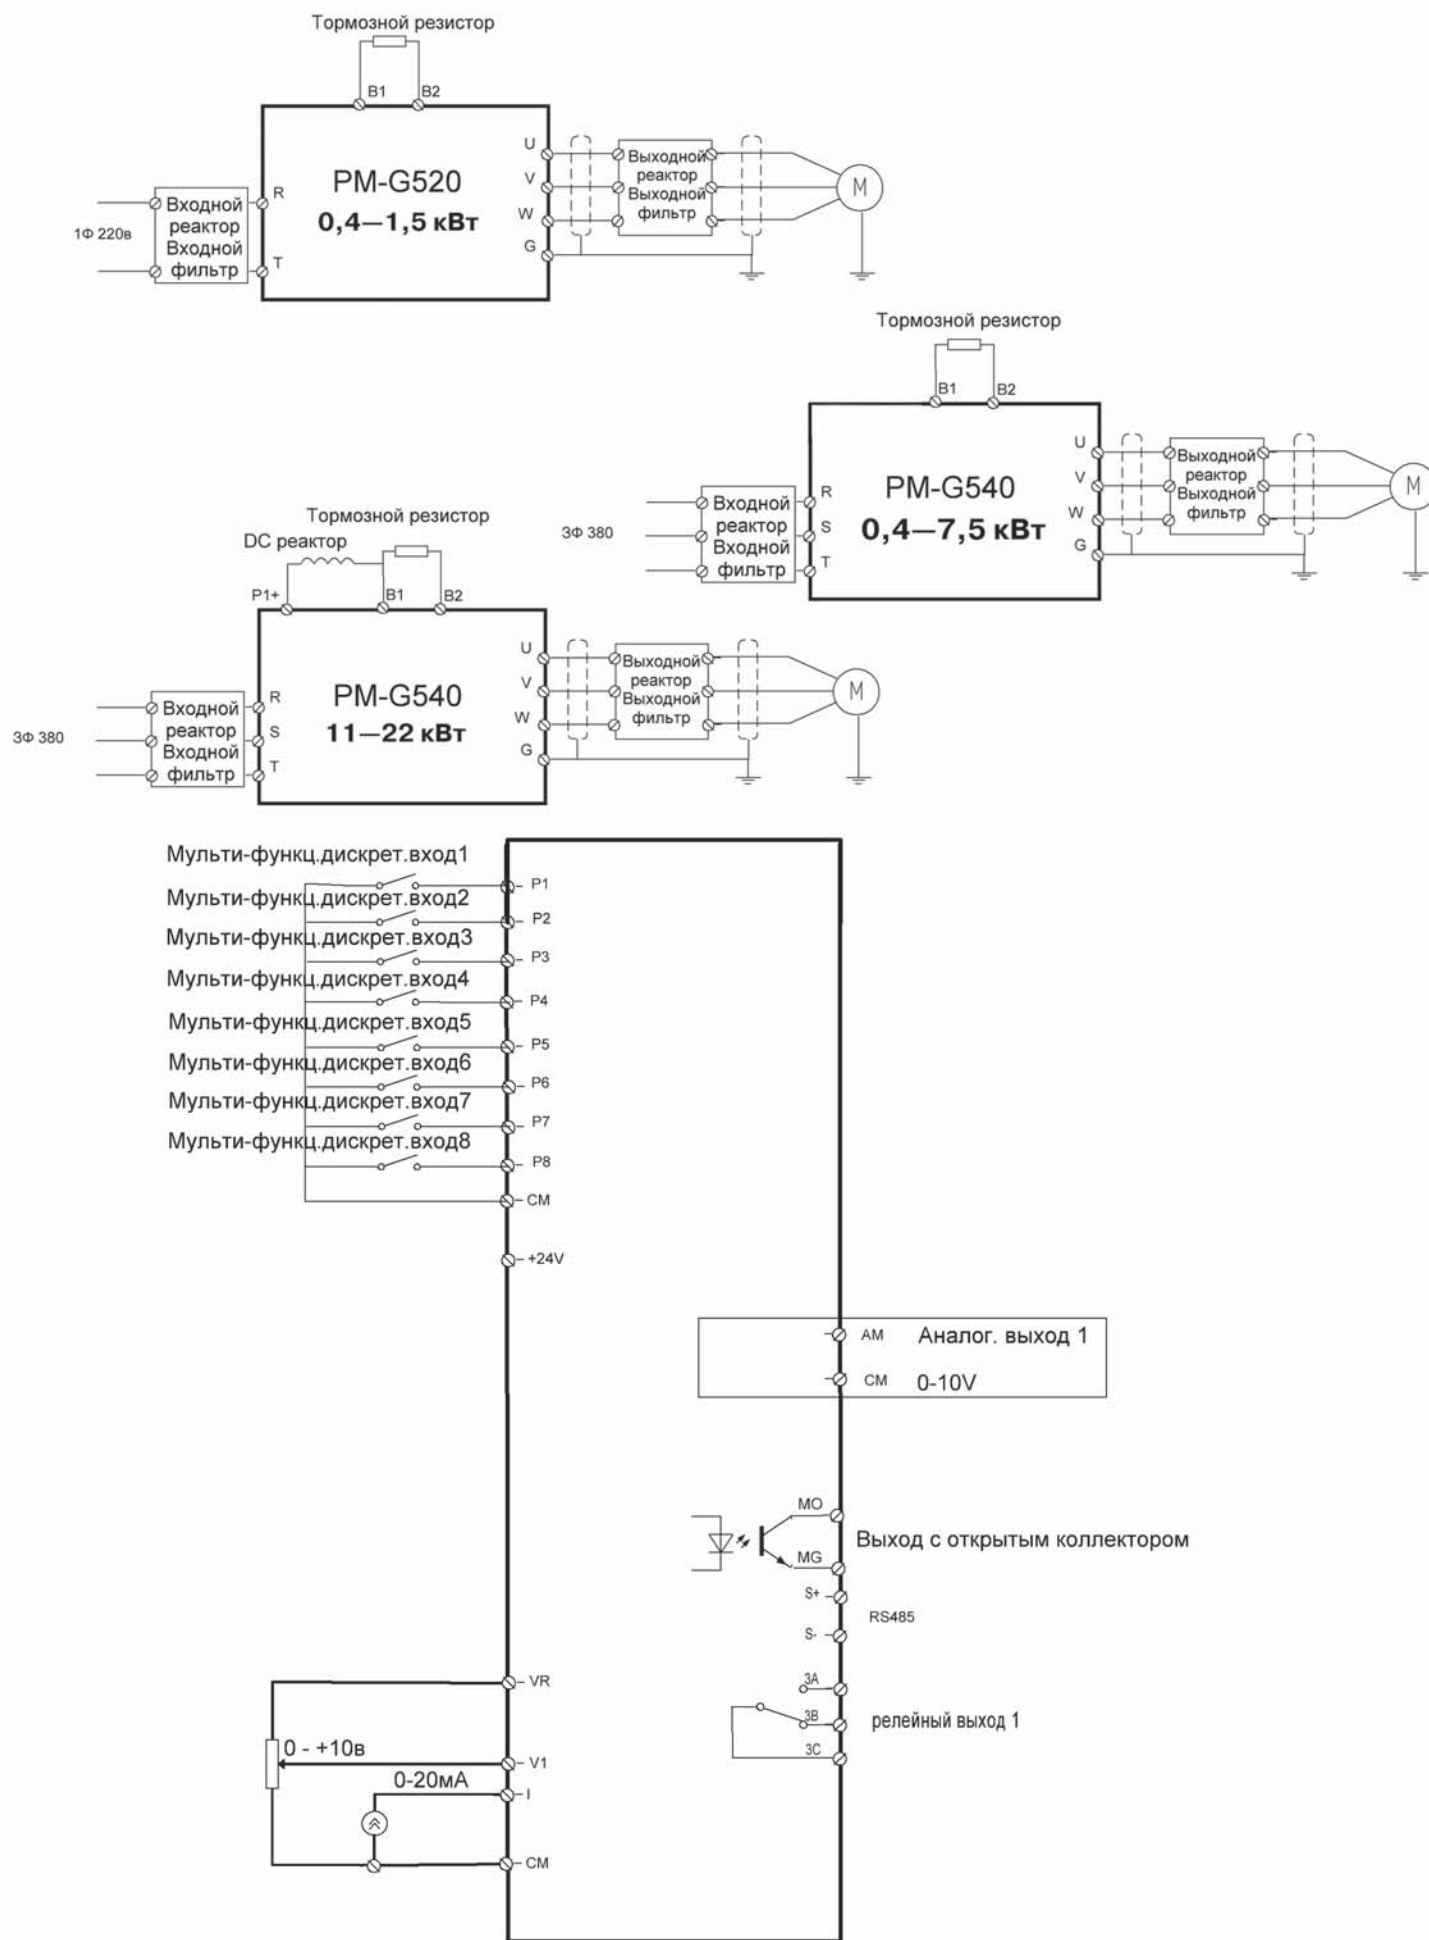 Тормозной резистор
B1
B2
PM-G520
0,4—1,5 кВт
1Ф 220в
Входной
реактор
Входной
фильтр
R
T
U
V
W
G
Выходной
реактор
Выходной
фильтр
M
Тормозной резистор
B1
B2
PM-G540
0,4—7,5 кВт
3Ф 380
Входной
реактор
Входной
фильтр
R
S
T
U
V
W
G
Выходной
реактор
Выходной
фильтр
M
Тормозной резистор
DC реактор
P1+
B1
B2
PM-G540
11—22 кВт
3Ф 380
Входной
реактор
Входной
фильтр
R
S
T
U
V
W
G
Выходной
реактор
Выходной
фильтр
M
Мульти-функц.дискрет.вход1
P1
Мульти-функц.дискрет.вход2
P2
Мульти-функц.дискрет.вход3
P3
Мульти-функц.дискрет.вход4
P4
Мульти-функц.дискрет.вход5
P5
Мульти-функц.дискрет.вход6
P6
Мульти-функц.дискрет.вход7
P7
Мульти-функц.дискрет.вход8
P8
CM
+24V
AM Аналог. выход 1
CM 0-10V
MO
Выход с открытым коллектором
MG
S+
RS485
S-
3A
3B
релейный выход 1
3C
VR
0 - +10в
V1
0-20мА
I
CM